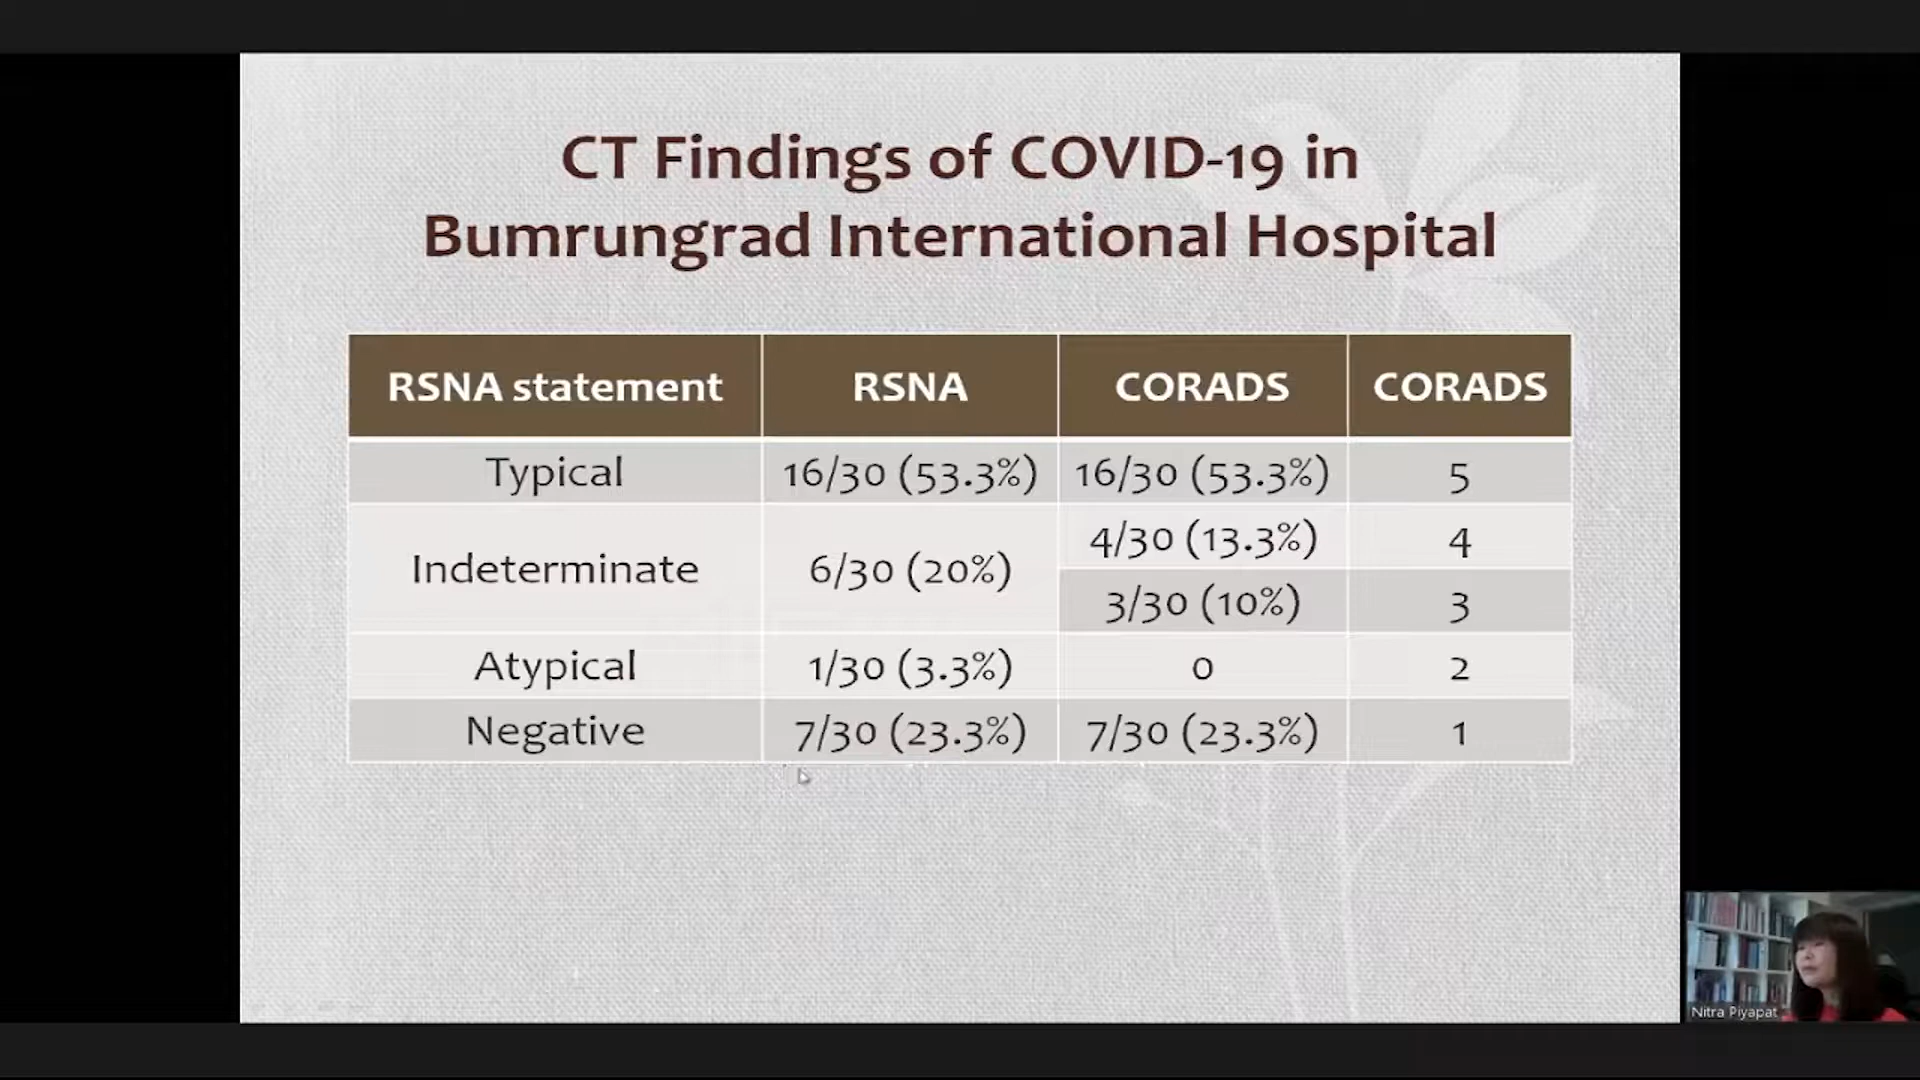 CT Findings of COVID-19 in
Bumrungrad International Hospital
RSNA statement RSNA CORADS CORADS
Typical 16/30 (53.3%) 16/30 (53.3%) 5
Indeterminate 6/30 (20%) 4/30 (13.3%) 4
3/30 (10%) 3
Atypical 1/30 (3.3%) 0 2
Negative 7/30 (23.3%) 7/30 (23.3%) 1
Nitra Piyapat